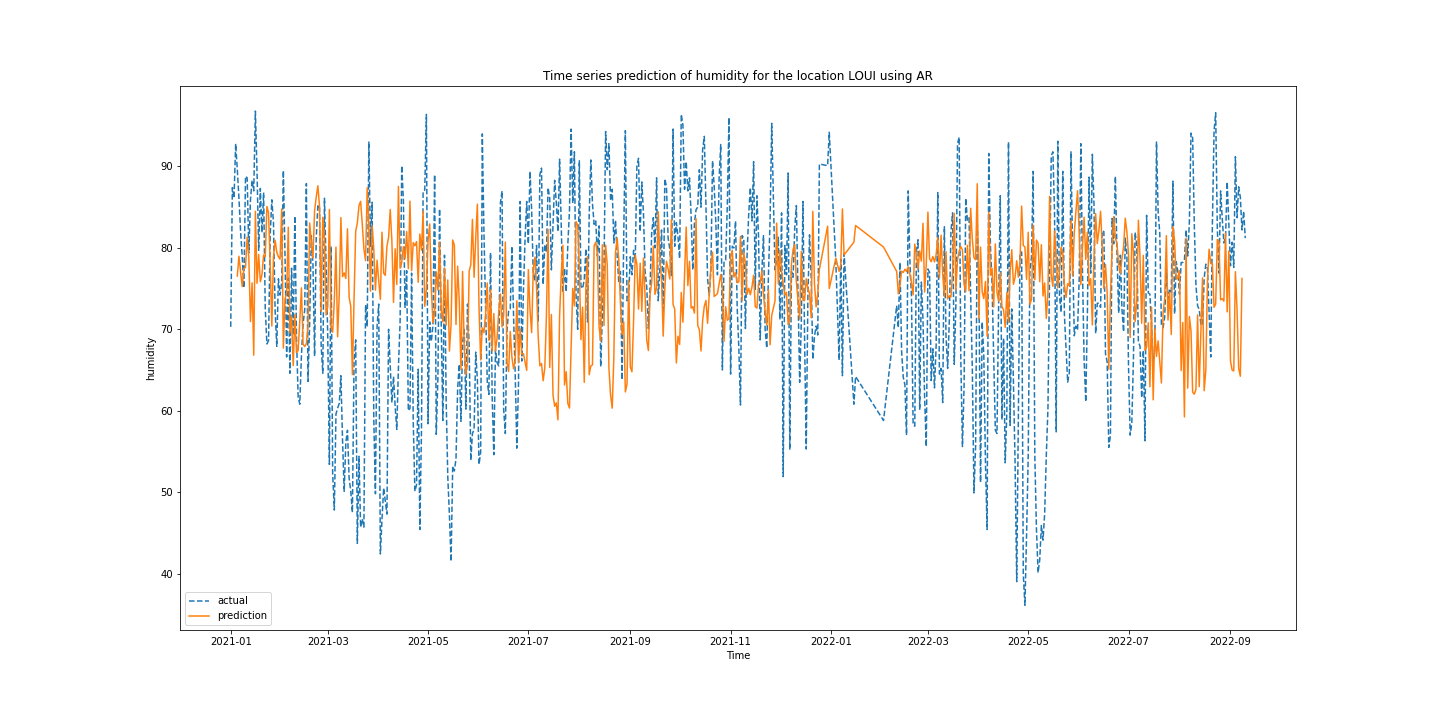 Time series prediction of humidity for the location LOUI using AR
humidity
90
80
70
60
50
40
actual
prediction
2021-01 2021-03 2021-05 2021-07 2021-09 2021-11 2022-01 2022-03 2022-05 2022-07 2022-09
Time